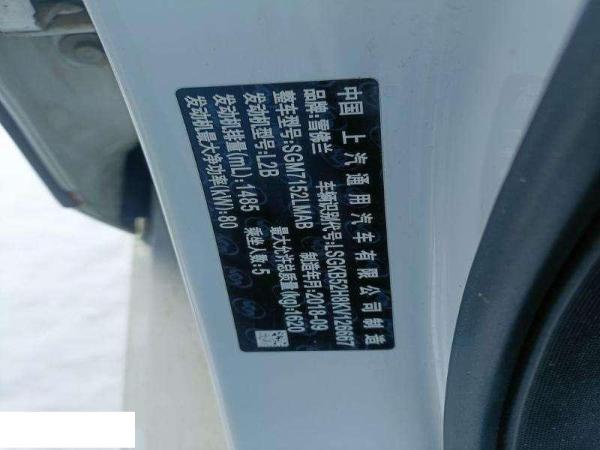 中国 上汽通用汽车有限公司制造
品牌:雪佛兰 车辆识别代号:LSGKB52H8KV126667
整车型号:SGM7152LMAB 制造年月:2018-09
发动机型号:L2B 最大允许总质量(kg):1620
发动机排量(mL):1485 乘坐人数:5
发动机最大净功率(kW):80